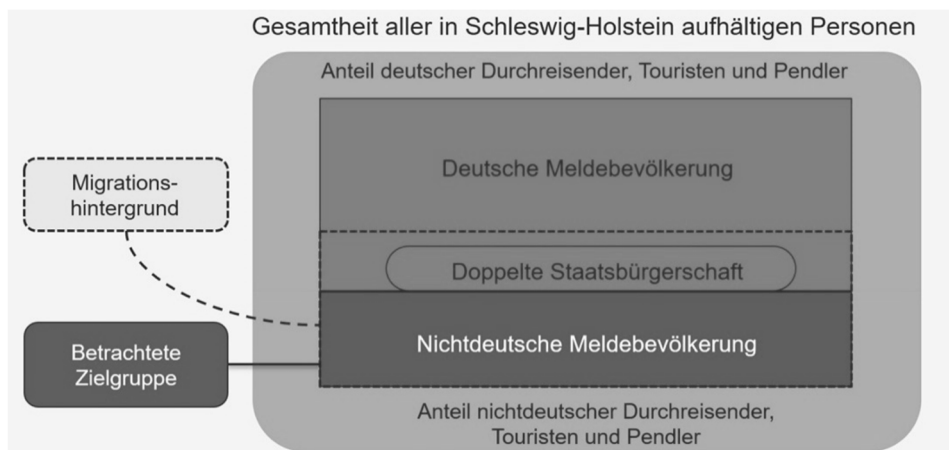 Gesamtheit aller in Schleswig-Holstein aufhältigen Personen
Anteil deutscher Durchreisender, Touristen und Pendler
Deutsche Meldebevölkerung
Migrations-
hintergrund
Doppelte Staatsbürgerschaft
Nichtdeutsche Meldebevölkerung
Betrachtete
Zielgruppe
Anteil nichtdeutscher Durchreisender,
Touristen und Pendler